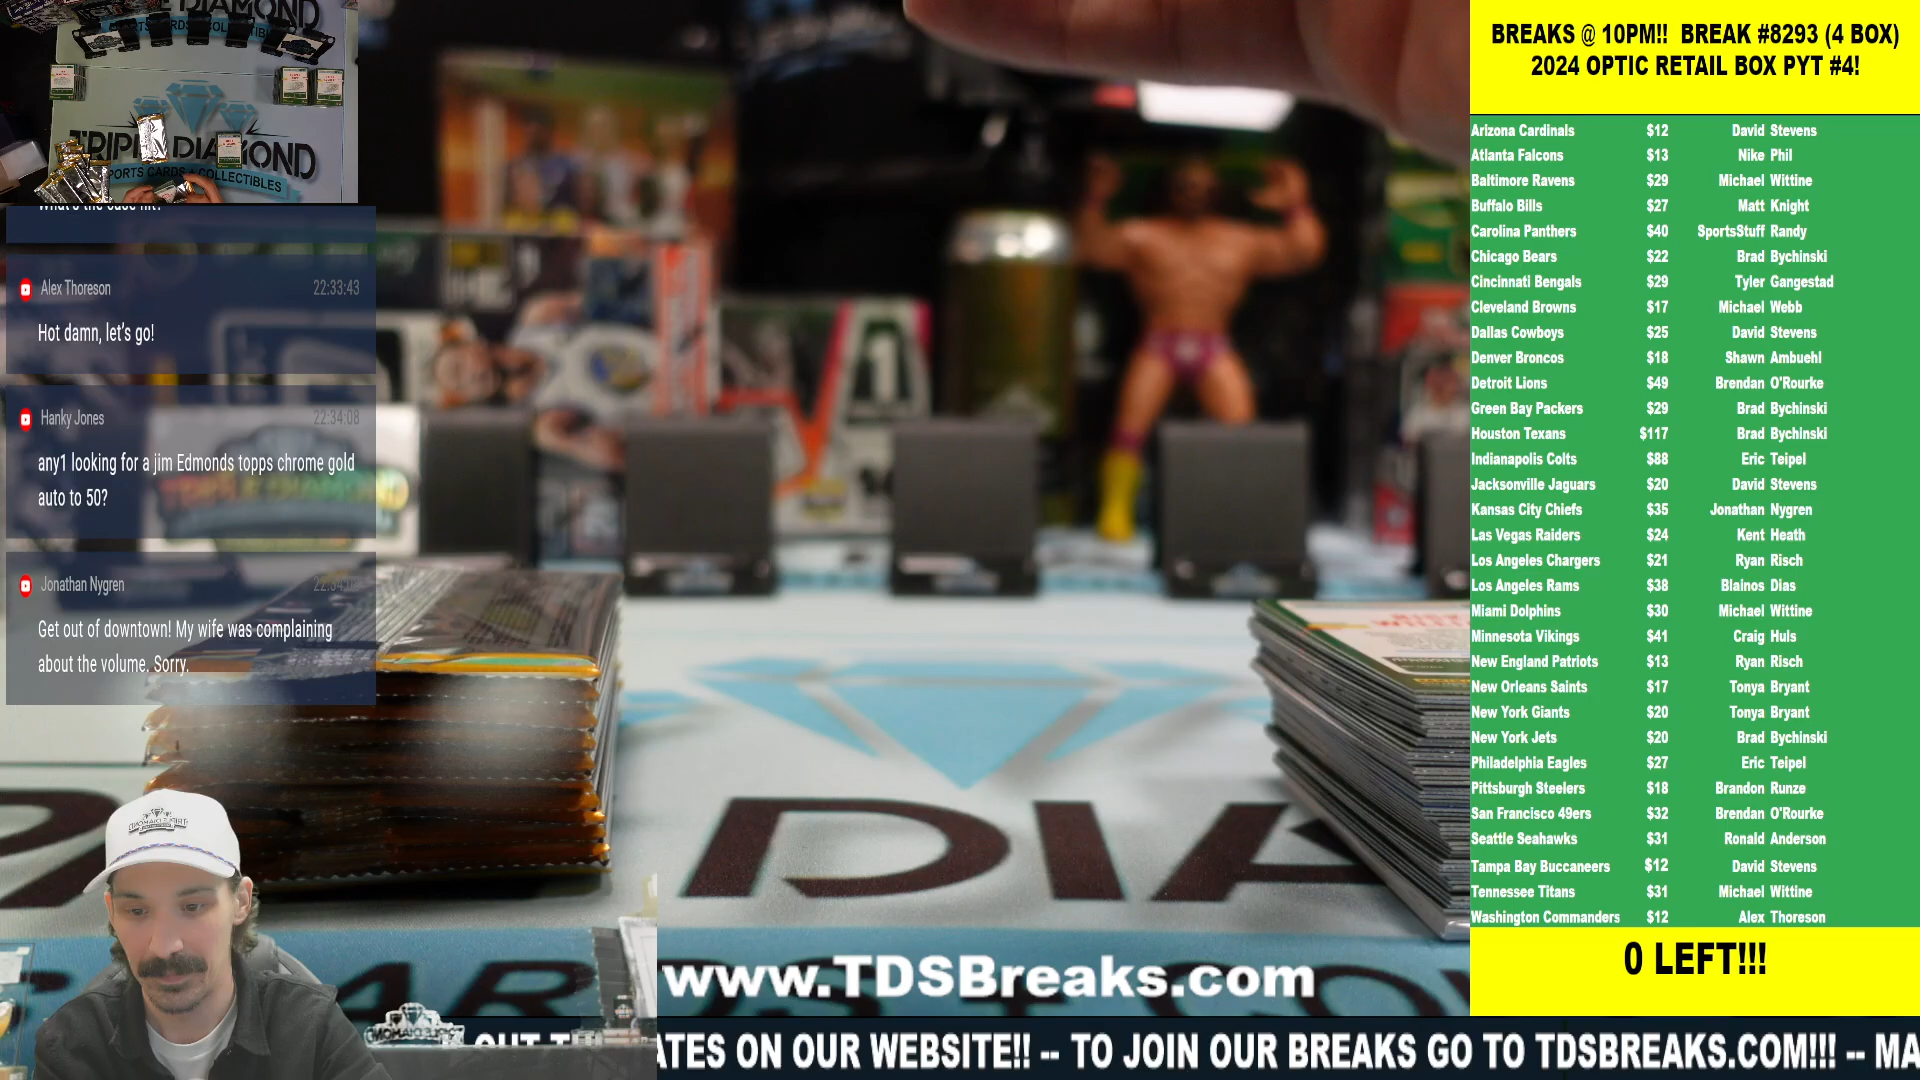 BREAKS @ 10PM!! BREAK #8293 (4 BOX)
2024 OPTIC RETAIL BOX PYT #4!
Arizona Cardinals $12 David Stevens
Atlanta Falcons $13 Nike Phil
Baltimore Ravens $29 Michael Wittine
Buffalo Bills $27 Matt Knight
Carolina Panthers $40 SportsStuff Randy
Chicago Bears $22 Brad Bychinski
Cincinnati Bengals $29 Tyler Gangestad
Cleveland Browns $17 Michael Webb
Dallas Cowboys $25 David Stevens
Denver Broncos $18 Shawn Ambuehl
Detroit Lions $49 Brendan O'Rourke
Green Bay Packers $29 Brad Bychinski
Houston Texans $117 Brad Bychinski
Indianapolis Colts $88 Eric Teipel
Jacksonville Jaguars $20 David Stevens
Kansas City Chiefs $35 Jonathan Nygren
Las Vegas Raiders $24 Kent Heath
Los Angeles Chargers $21 Ryan Risch
Los Angeles Rams $38 Blainos Dias
Miami Dolphins $30 Michael Wittine
Minnesota Vikings $41 Craig Huls
New England Patriots $13 Ryan Risch
New Orleans Saints $17 Tonya Bryant
New York Giants $20 Tonya Bryant
New York Jets $20 Brad Bychinski
Philadelphia Eagles $27 Eric Teipel
Pittsburgh Steelers $18 Brandon Runze
San Francisco 49ers $32 Brendan O'Rourke
Seattle Seahawks $31 Ronald Anderson
Tampa Bay Buccaneers $12 David Stevens
Tennessee Titans $31 Michael Wittine
Washington Commanders $12 Alex Thoreson
0 LEFT!!!
TRIPLE DIAMOND
SPORTS CARDS & COLLECTIBLES
What's the case hit?
Alex Thoreson 22:33:43
Hot damn, let's go!
Hanky Jones 22:34:08
any1 looking for a jim Edmonds topps chrome gold
auto to 50?
Jonathan Nygren
Get out of downtown! My wife was complaining
about the volume. Sorry.
DIA
www.TDSBreaks.com
ATES ON OUR WEBSITE!! -- TO JOIN OUR BREAKS GO TO TDSBREAKS.COM!!! -- MA